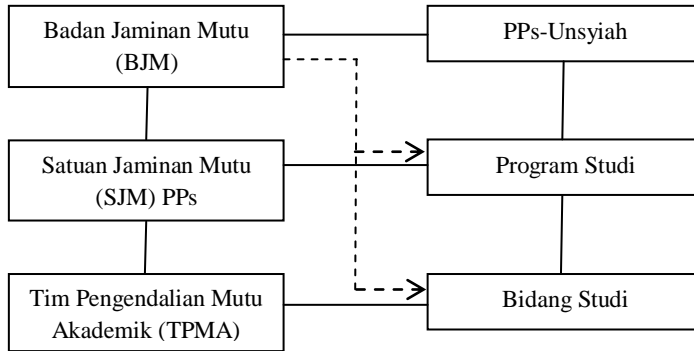 Badan Jaminan Mutu
(BJM)
PPs-Unsyiah
Satuan Jaminan Mutu
(SJM) PPs
Program Studi
Tim Pengendalian Mutu
Akademik (TPMA)
Bidang Studi